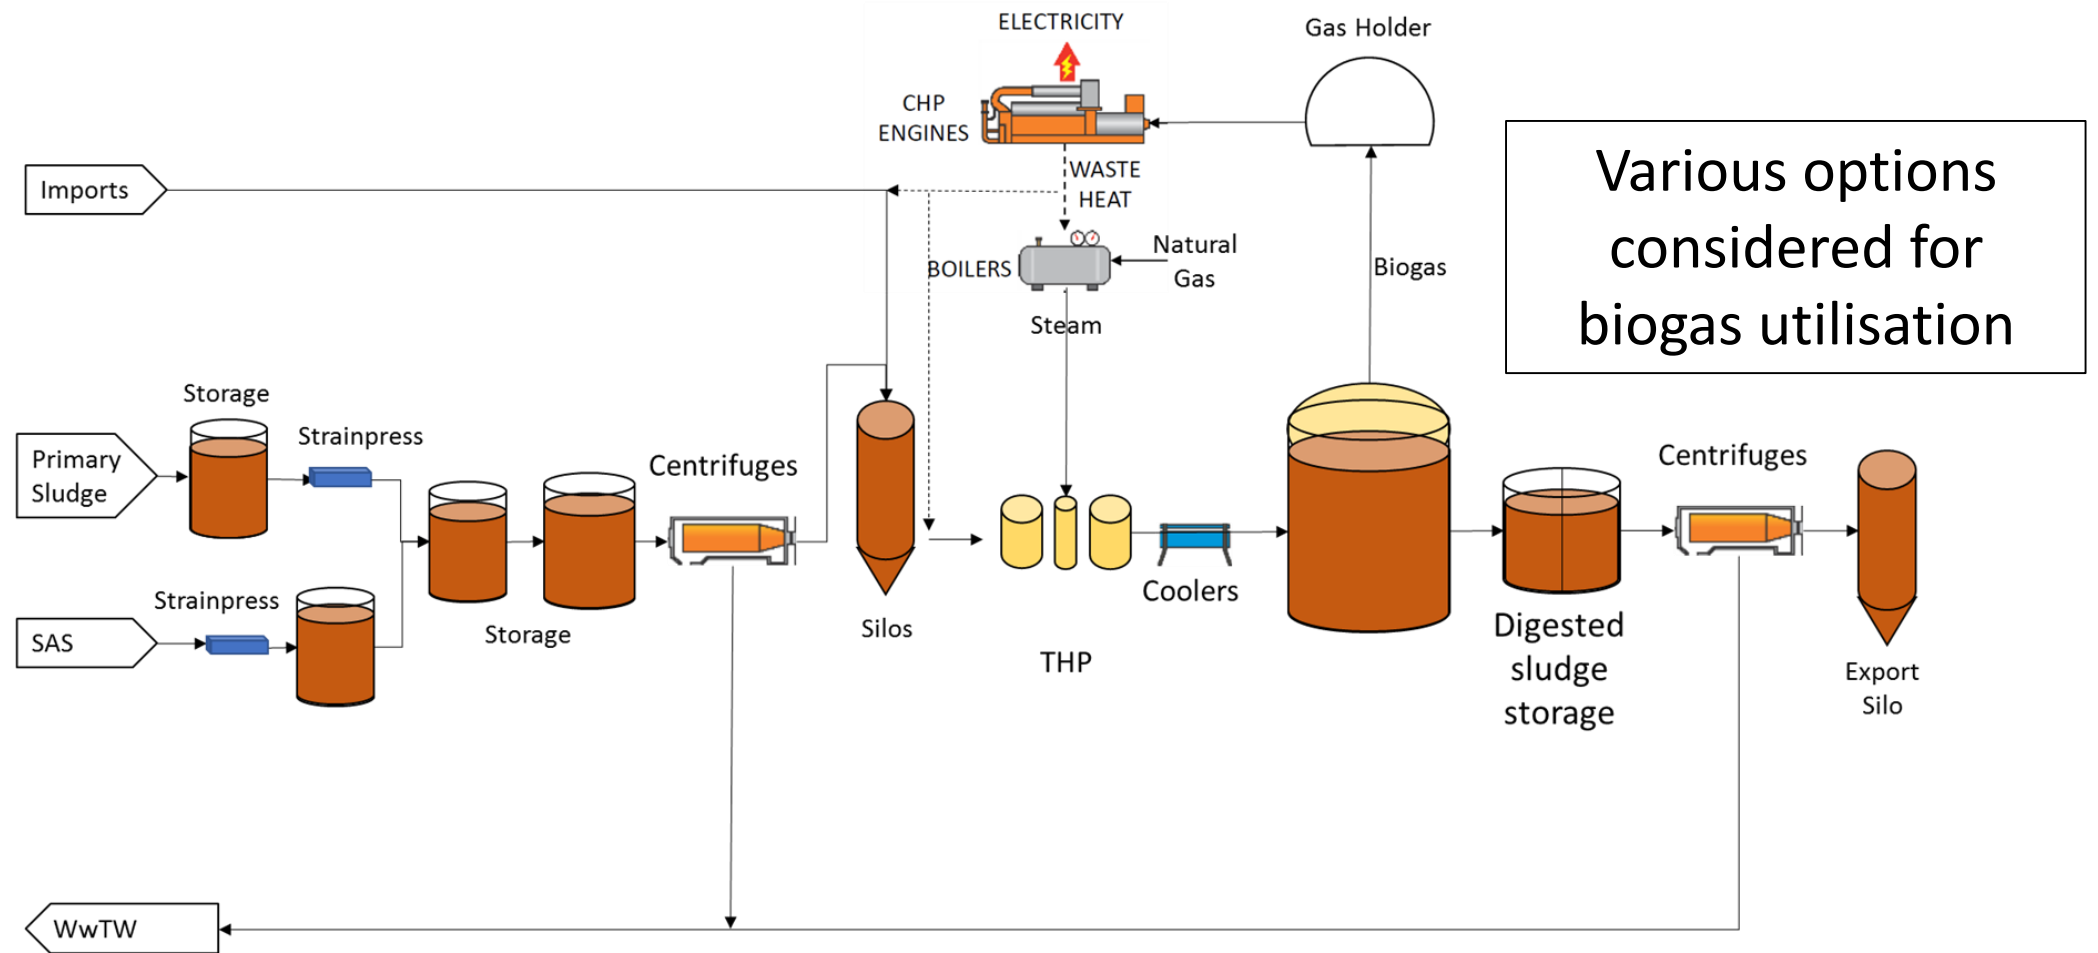 ELECTRICITY
Gas Holder
CHP
ENGINES
WASTE
HEAT
Imports
Various options
considered for
biogas utilisation
Natural
Gas
BOILERS
Biogas
Steam
Storage
Strainpress
Primary
Sludge
Centrifuges
Centrifuges
Strainpress
SAS
Storage
Silos
Coolers
THP
Digested
sludge
storage
Export
Silo
WwTW